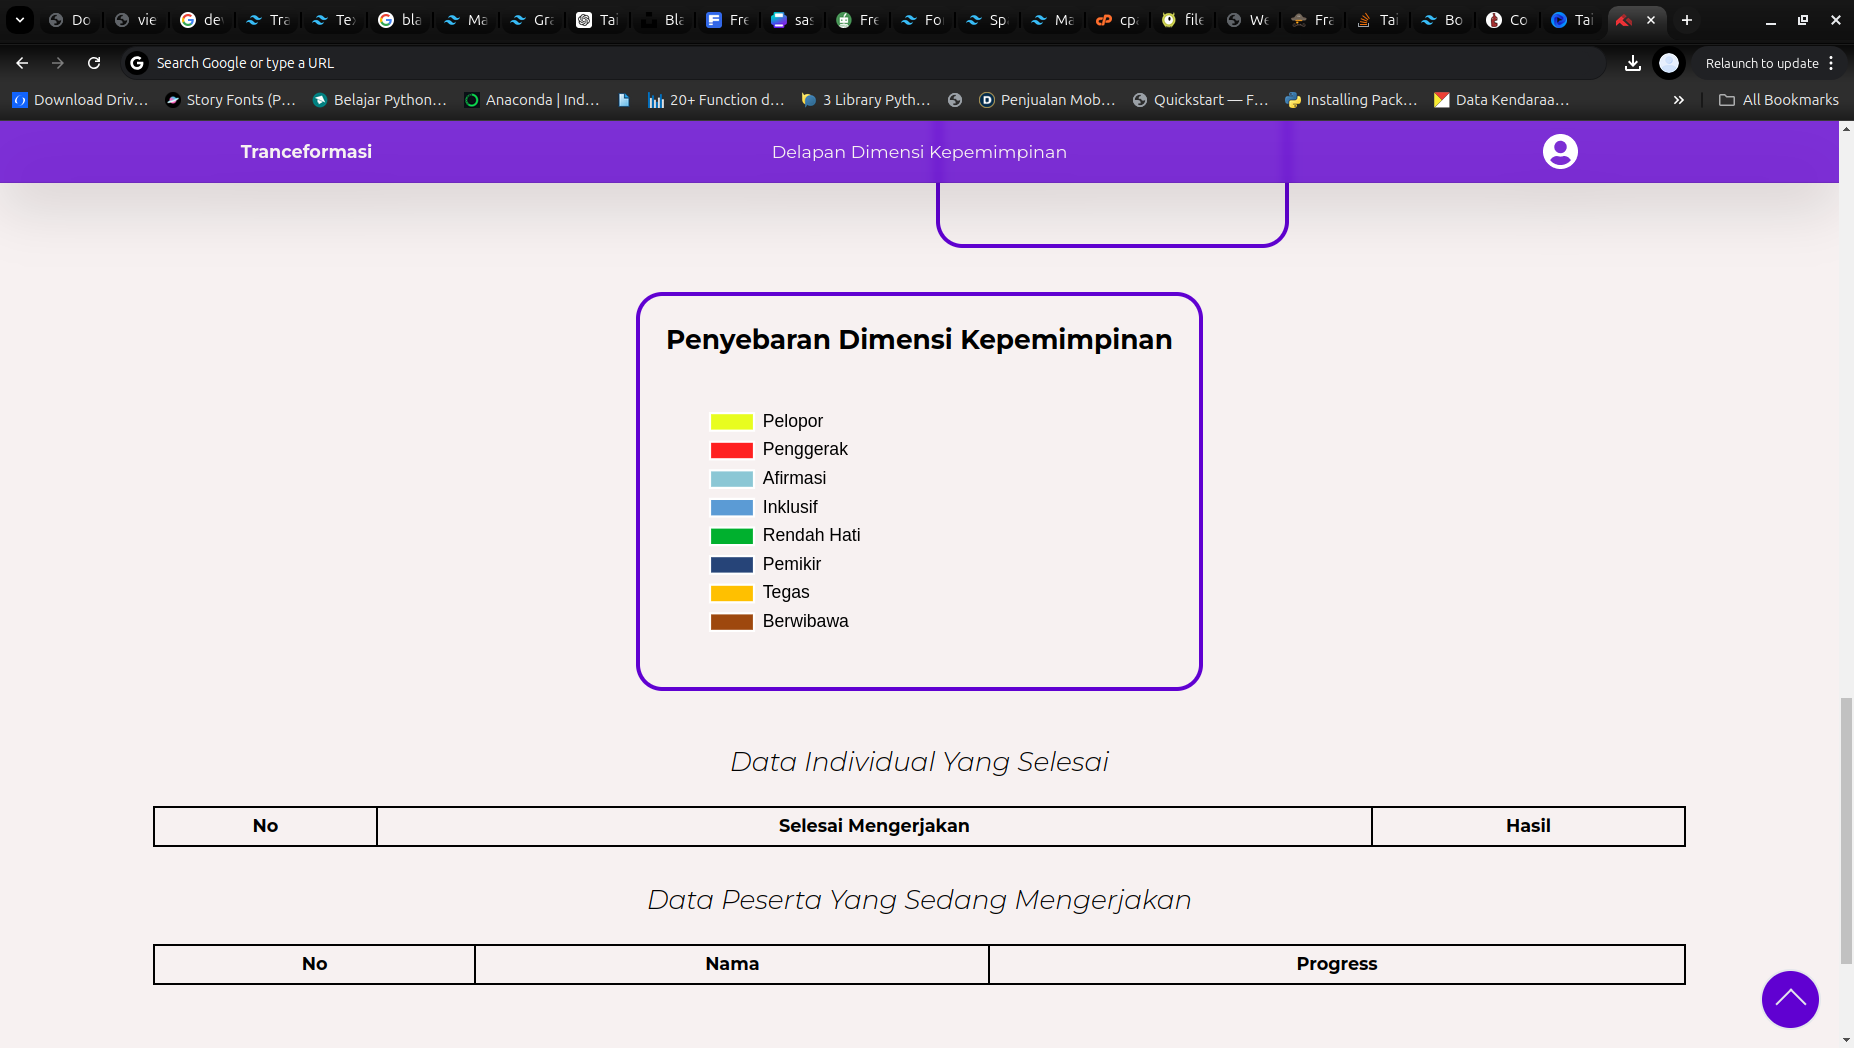 Do
vie
de
Tra
Te
bla
Ma
Gra
Tai
Bla
Fre
sas
Fre
Fo
Sp
Ma
cpa
file
We
Fra
Tai
Bo
Co
Tai
Search Google or type a URL
Relaunch to update
Download Driv...
Story Fonts (P...
Belajar Python...
Anaconda | Ind...
20+ Function d...
3 Library Pyth...
Penjualan Mob...
Quickstart — F...
Installing Pack...
Data Kendaraa...
All Bookmarks
Tranceformasi
Delapan Dimensi Kepemimpinan
Penyebaran Dimensi Kepemimpinan
Pelopor
Penggerak
Afirmasi
Inklusif
Rendah Hati
Pemikir
Tegas
Berwibawa
Data Individual Yang Selesai
No Selesai Mengerjakan Hasil
Data Peserta Yang Sedang Mengerjakan
No Nama Progress